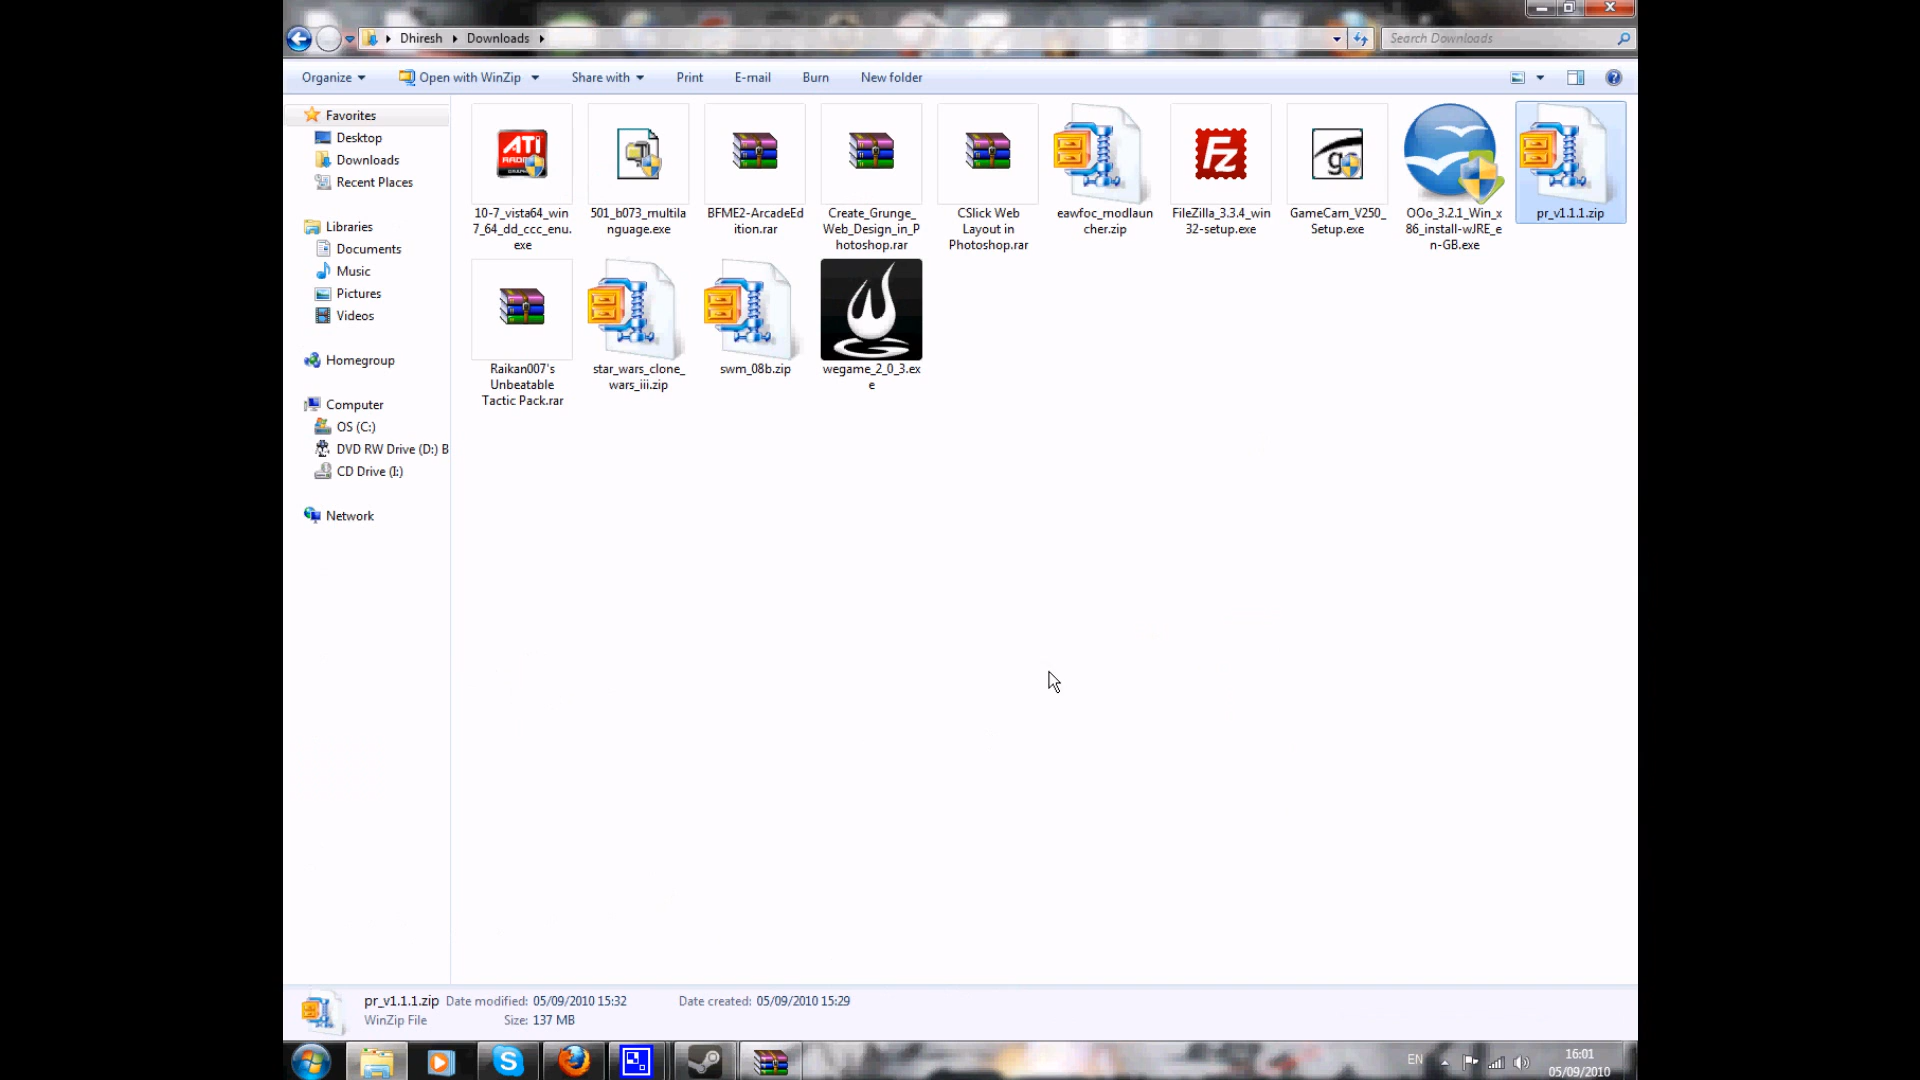 Dhiresh
Downloads
Search Downloads
Organize
Open with WinZip
Share with
Print
E-mail
Burn
New folder
Favorites
Desktop
Downloads
Recent Places
Libraries
Documents
Music
Pictures
Videos
Homegroup
Computer
OS (C:)
DVD RW Drive (D:) B
CD Drive (I:)
Network
ATI
RADEON
10-7_vista64_win
7_64_dd_ccc_enu.
exe
501_b073_multila
nguage.exe
BFME2-ArcadeEd
ition.rar
Create_Grunge_
Web_Design_in_P
hotoshop.rar
CSlick Web
Layout in
Photoshop.rar
eawfoc_modlaun
cher.zip
Fz
FileZilla_3.3.4_win
32-setup.exe
gc
GameCam_V250_
Setup.exe
OOo_3.2.1_Win_x
86_install-wJRE_e
n-GB.exe
pr_v1.1.1.zip
Raikan007's
Unbeatable
Tactic Pack.rar
star_wars_clone_
wars_iii.zip
swm_08b.zip
wegame_2_0_3.ex
e
pr_v1.1.1.zip Date modified: 05/09/2010 15:32 Date created: 05/09/2010 15:29
WinZip File Size: 137 MB
S
EN
16:01
05/09/2010